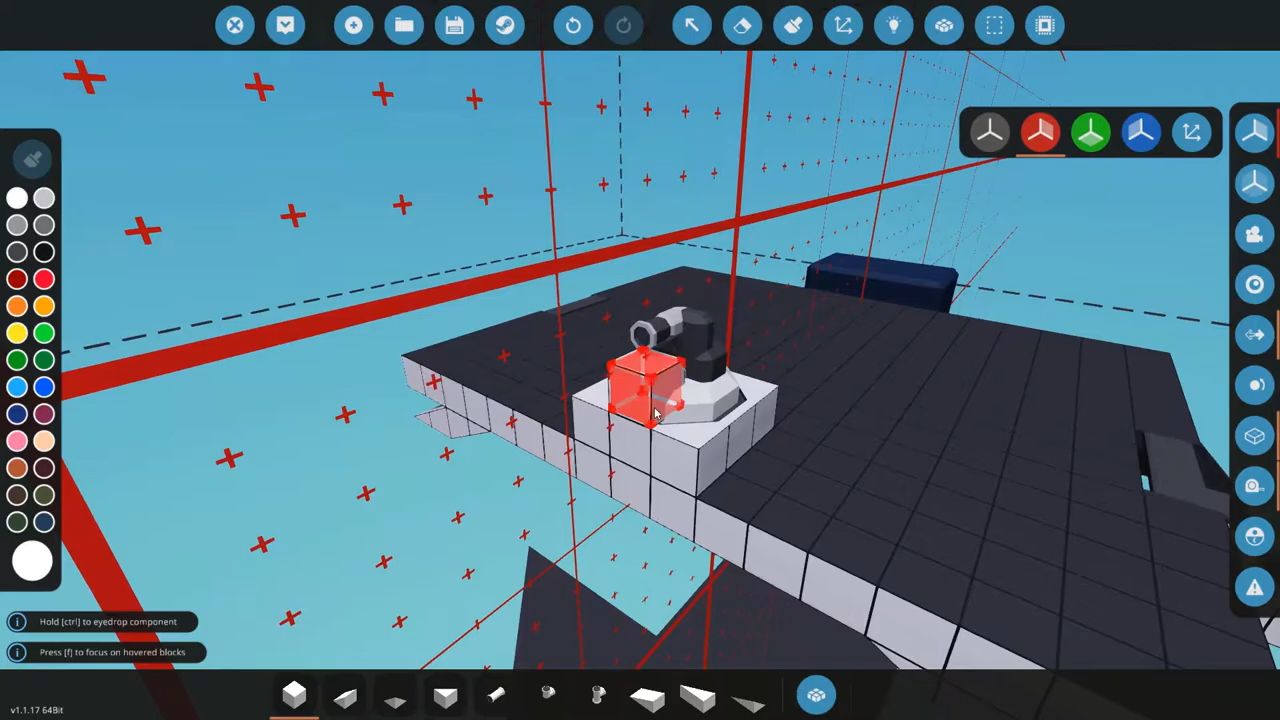 Hold [ctrl] to eyedrop component
Press [f] to focus on hovered blocks
v1.1.17 64Bit